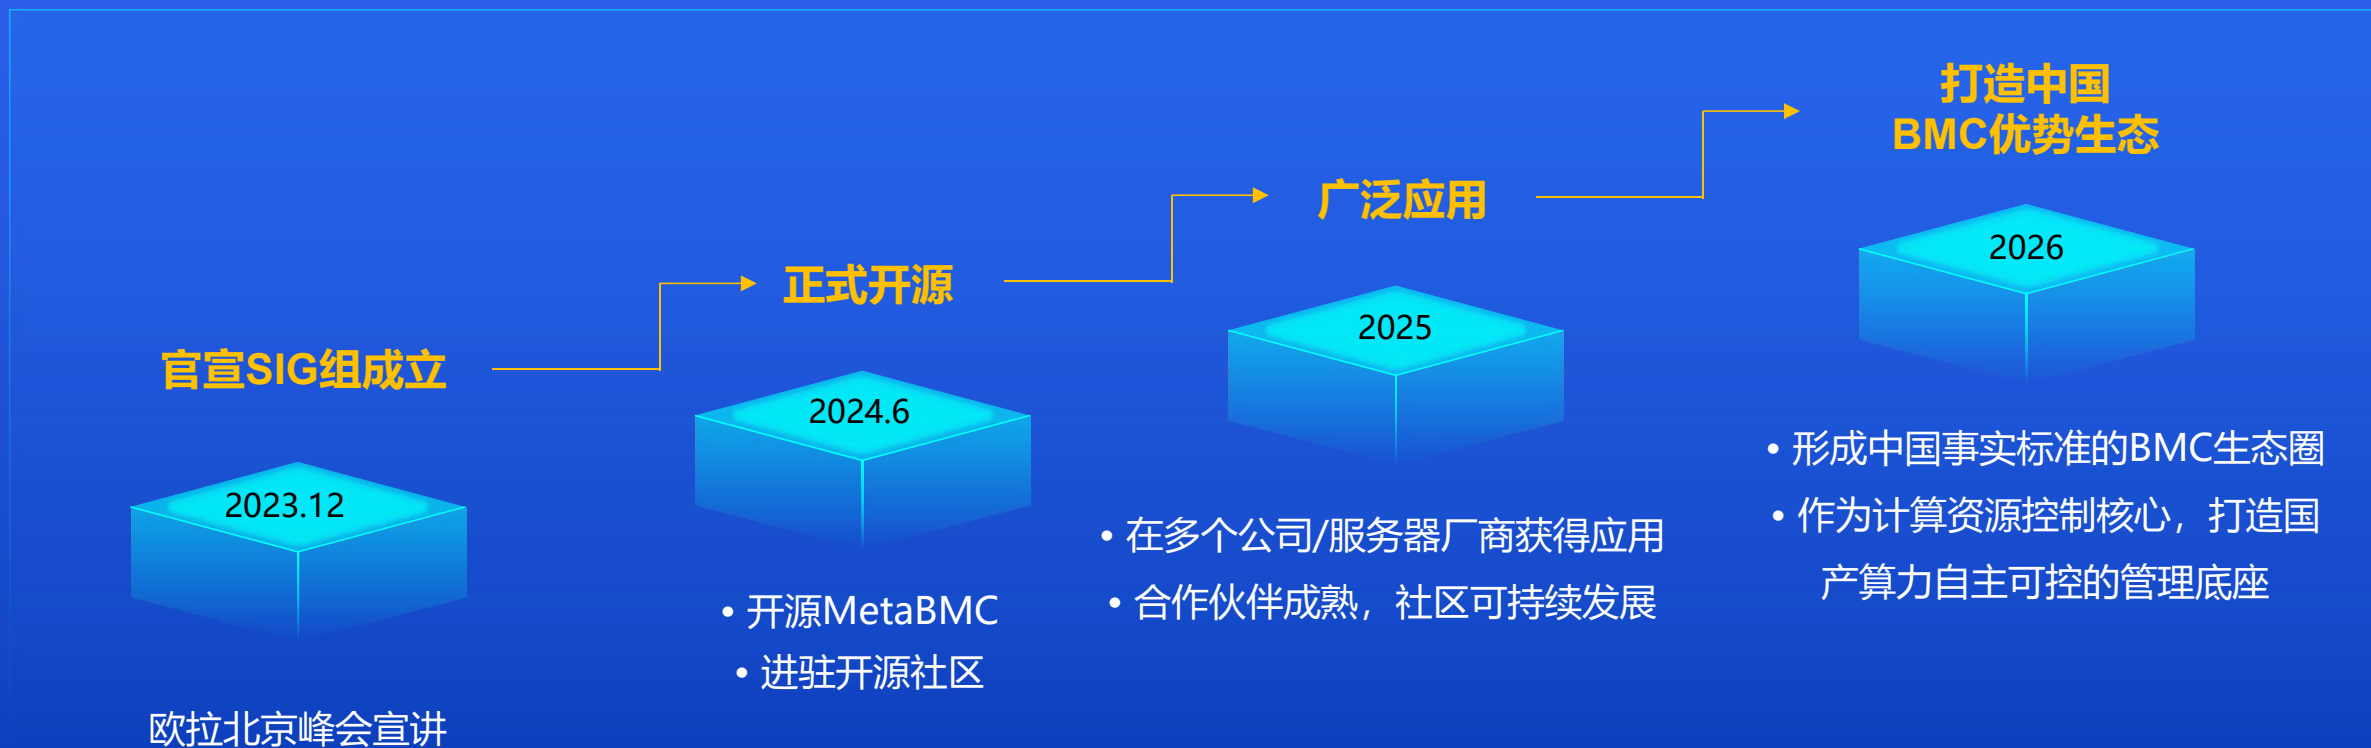 官宣SIG组成立
2023.12
欧拉北京峰会宣讲
正式开源
2024.6
• 开源MetaBMC
• 进驻开源社区
广泛应用
2025
• 在多个公司/服务器厂商获得应用
• 合作伙伴成熟，社区可持续发展
打造中国
BMC优势生态
2026
• 形成中国事实标准的BMC生态圈
• 作为计算资源控制核心，打造国
产算力自主可控的管理底座